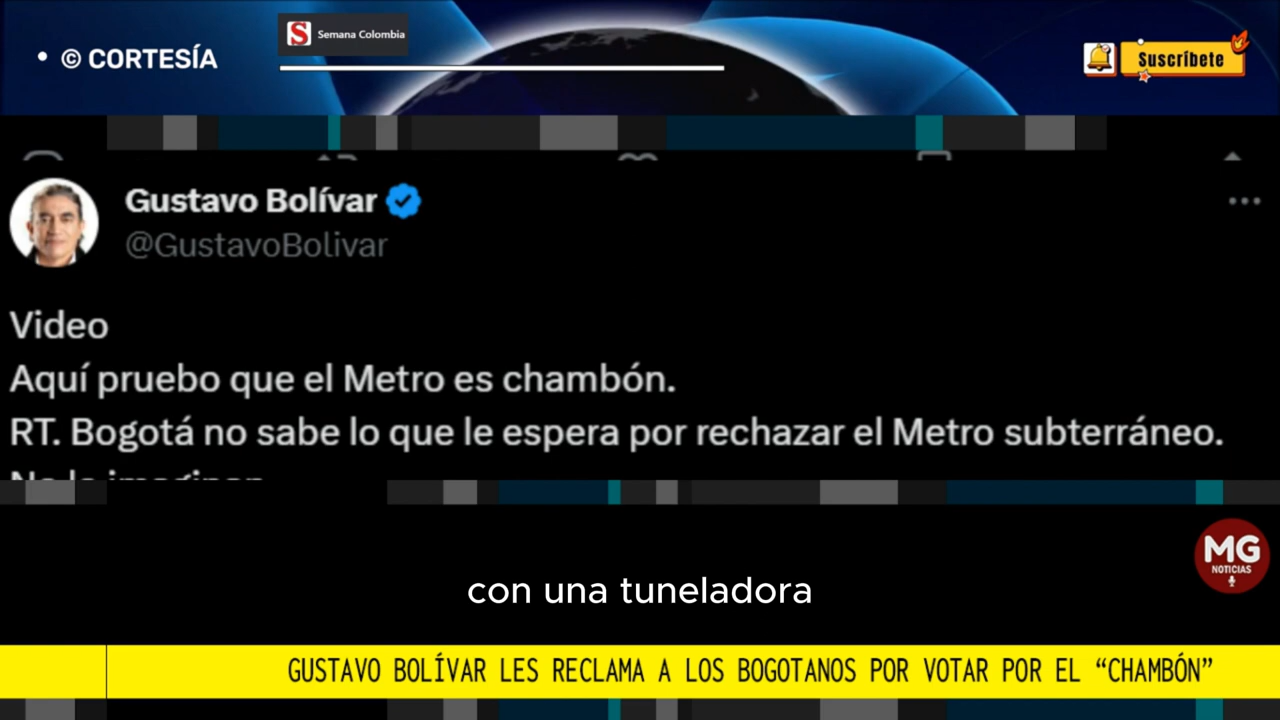 • © CORTESÍA
S Semana Colombia
Suscríbete
Gustavo Bolívar
@GustavoBolivar
Video
Aquí pruebo que el Metro es chambón.
RT. Bogotá no sabe lo que le espera por rechazar el Metro subterráneo.
MG
NOTICIAS
con una tuneladora
GUSTAVO BOLÍVAR LES RECLAMA A LOS BOGOTANOS POR VOTAR POR EL “CHAMBÓN”